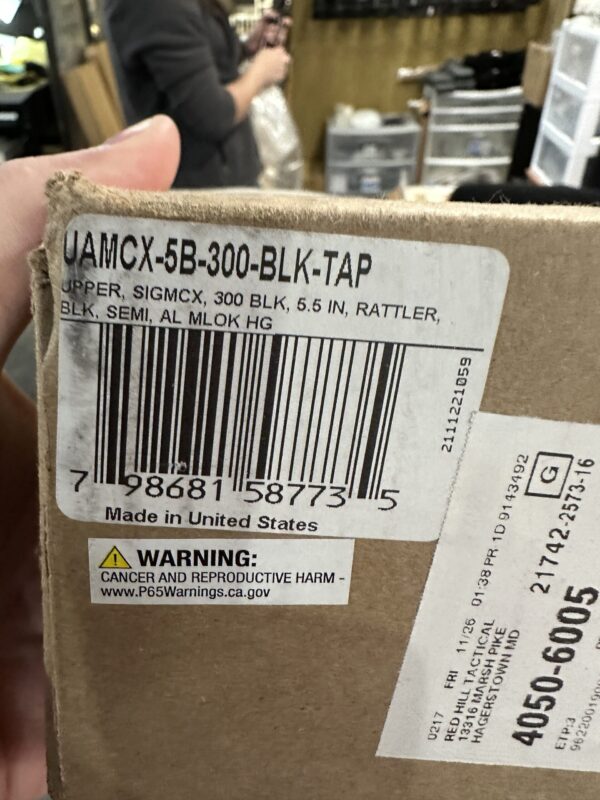 UAMCX-5B-300-BLK-TAP
UPPER, SIGMCX, 300 BLK, 5.5 IN, RATTLER,
BLK, SEMI, AL MLOK HG
2111221059
7 98681 58773 5
Made in United States
WARNING:
CANCER AND REPRODUCTIVE HARM -
www.P65Warnings.ca.gov
0217 FRI 11/26 01:38 PR 1D 9143492
RED HILL TACTICAL
13316 MARSH PIKE
HAGERSTOWN MD
G
21742-2573-16
4050-6005
ETP:3